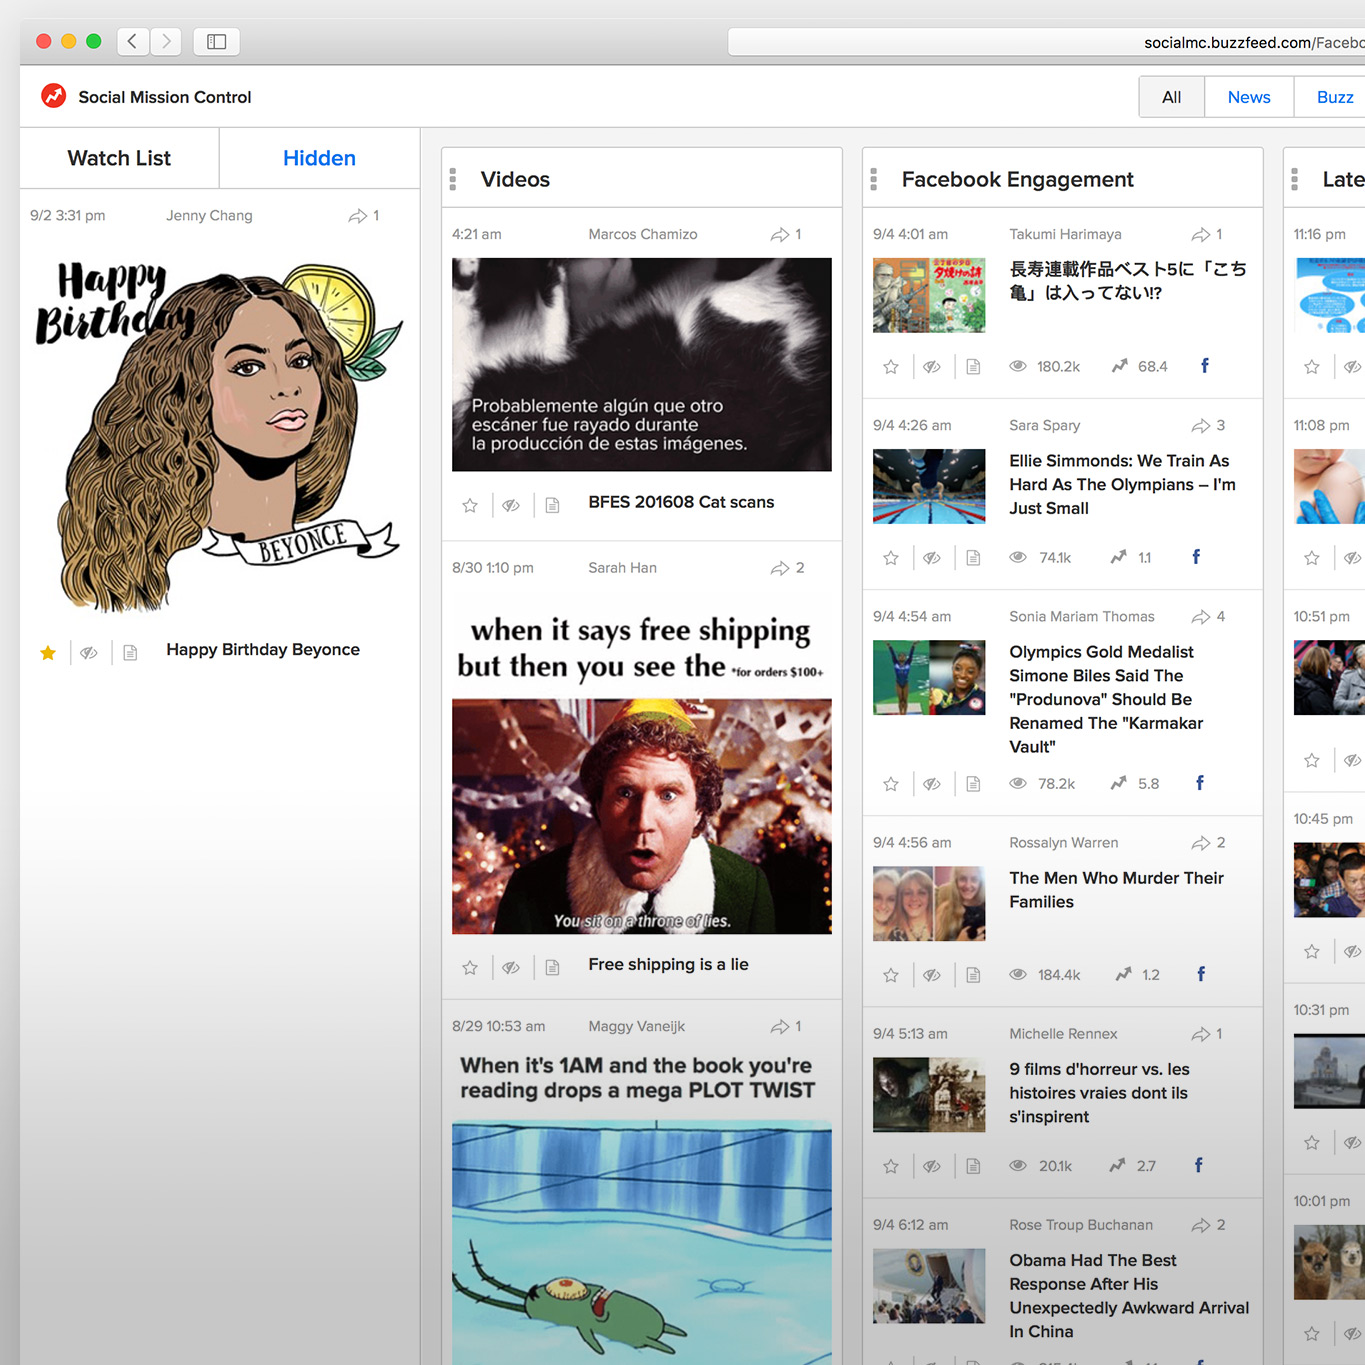 socialmc.buzzfeed.com/Facebo
Social Mission Control
All
News
Buzz
Watch List
Hidden
9/2 3:31 pm
Jenny Chang
1
Happy
Birthday
BEYONCE
Happy Birthday Beyonce
Videos
4:21 am
Marcos Chamizo
1
Probablemente algún que otro
escáner fue rayado durante
la producción de estas imágenes.
BFES 201608 Cat scans
8/30 1:10 pm
Sarah Han
2
when it says free shipping
but then you see the *for orders $100+
You sit on a throne of lies.
Free shipping is a lie
8/29 10:53 am
Maggy Vaneijk
1
When it's 1AM and the book you're
reading drops a mega PLOT TWIST
Facebook Engagement
9/4 4:01 am
Takumi Harimaya
1
長寿連載作品ベスト5に「こち
亀」は入ってない!?
180.2k
68.4
9/4 4:26 am
Sara Spary
3
Ellie Simmonds: We Train As
Hard As The Olympians – I'm
Just Small
74.1k
1.1
9/4 4:54 am
Sonia Mariam Thomas
4
Olympics Gold Medalist
Simone Biles Said The
"Produnova" Should Be
Renamed The "Karmakar
Vault"
78.2k
5.8
9/4 4:56 am
Rossalyn Warren
2
The Men Who Murder Their
Families
184.4k
1.2
9/4 5:13 am
Michelle Rennex
1
9 films d'horreur vs. les
histoires vraies dont ils
s'inspirent
20.1k
2.7
9/4 6:12 am
Rose Troup Buchanan
2
Obama Had The Best
Response After His
Unexpectedly Awkward Arrival
In China
Late
11:16 pm
11:08 pm
10:51 pm
10:45 pm
10:31 pm
10:01 pm